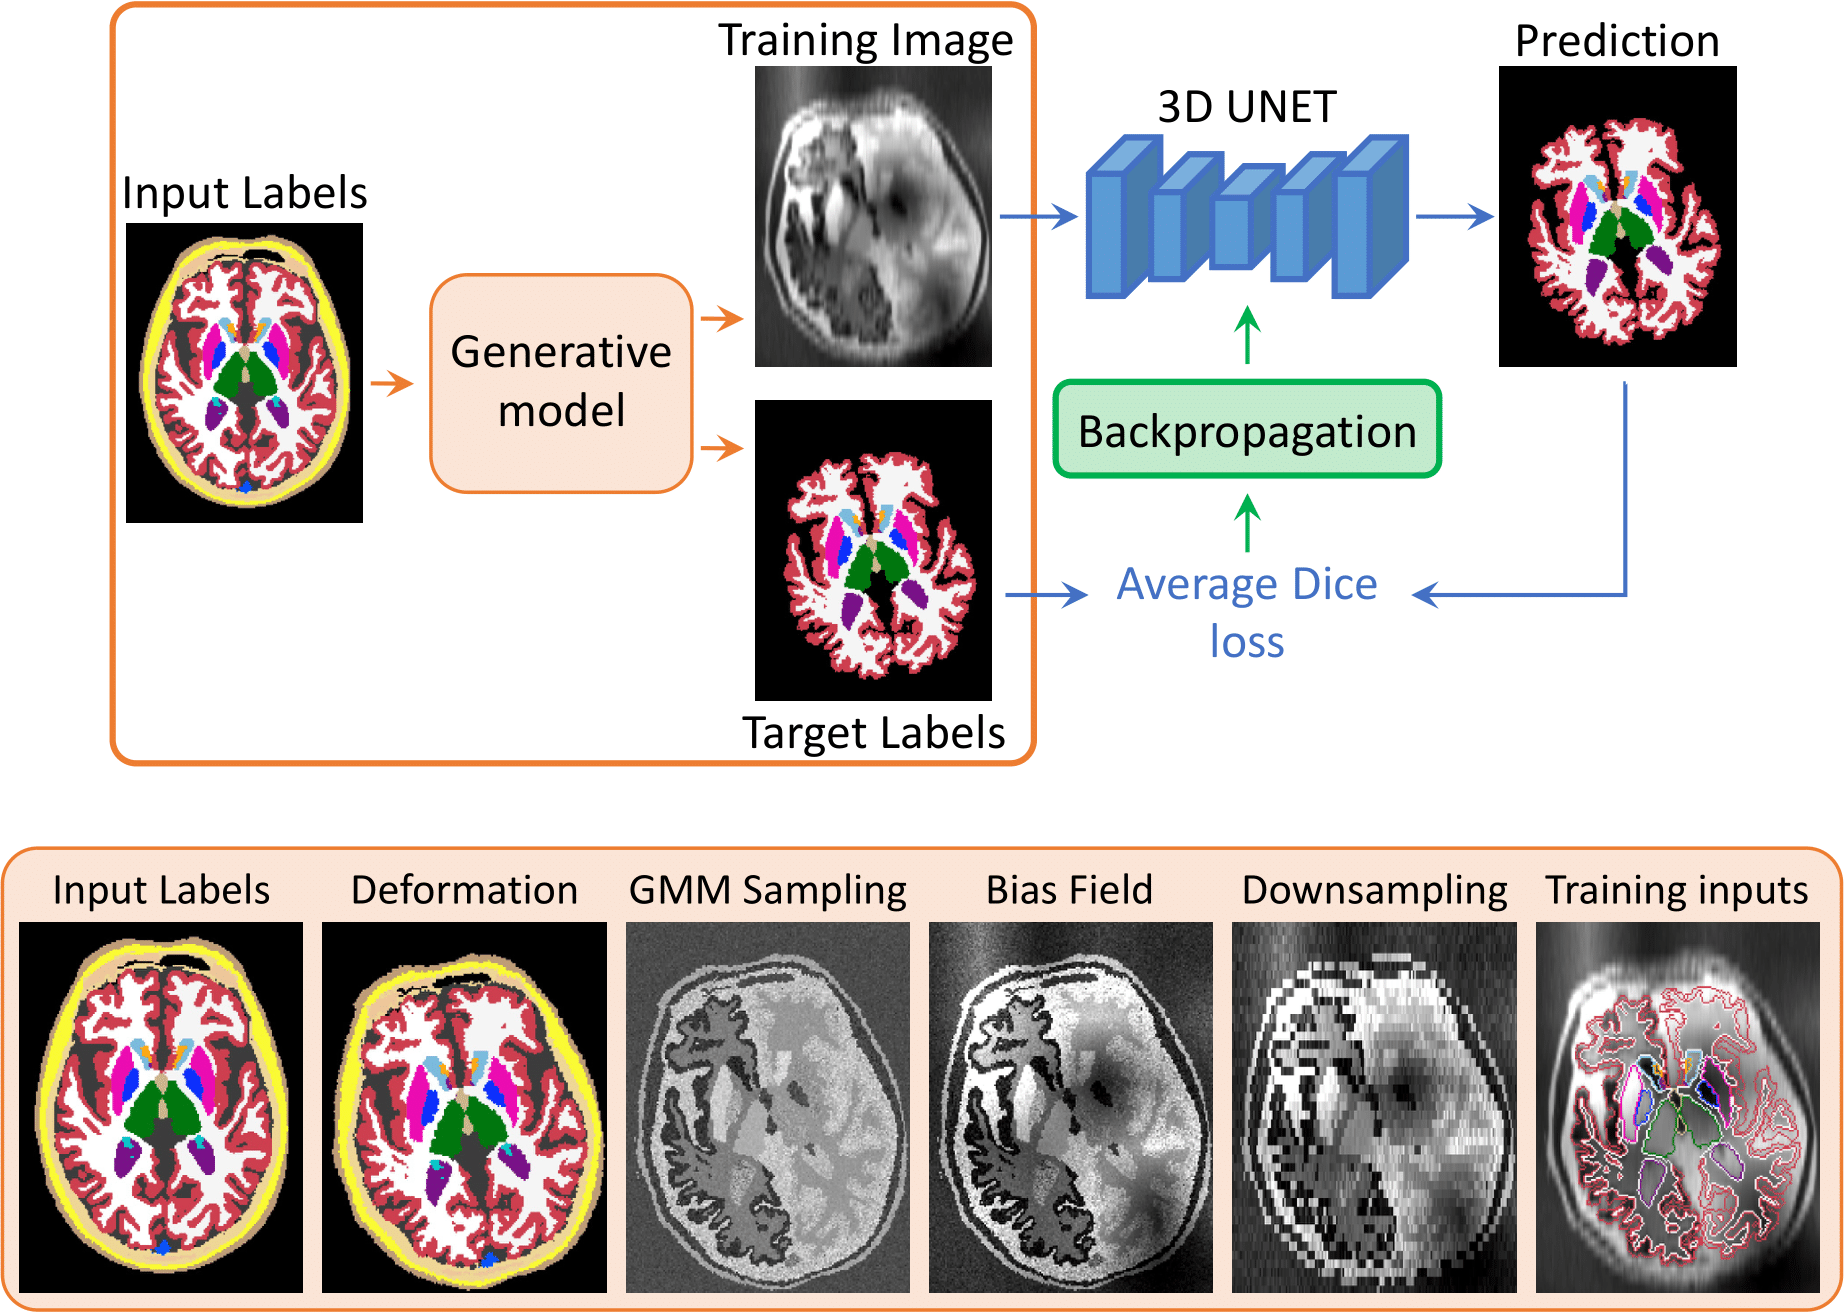 Training Image
Prediction
3D UNET
Input Labels
Generative
model
Backpropagation
Average Dice
loss
Target Labels
Input Labels
Deformation
GMM Sampling
Bias Field
Downsampling
Training inputs